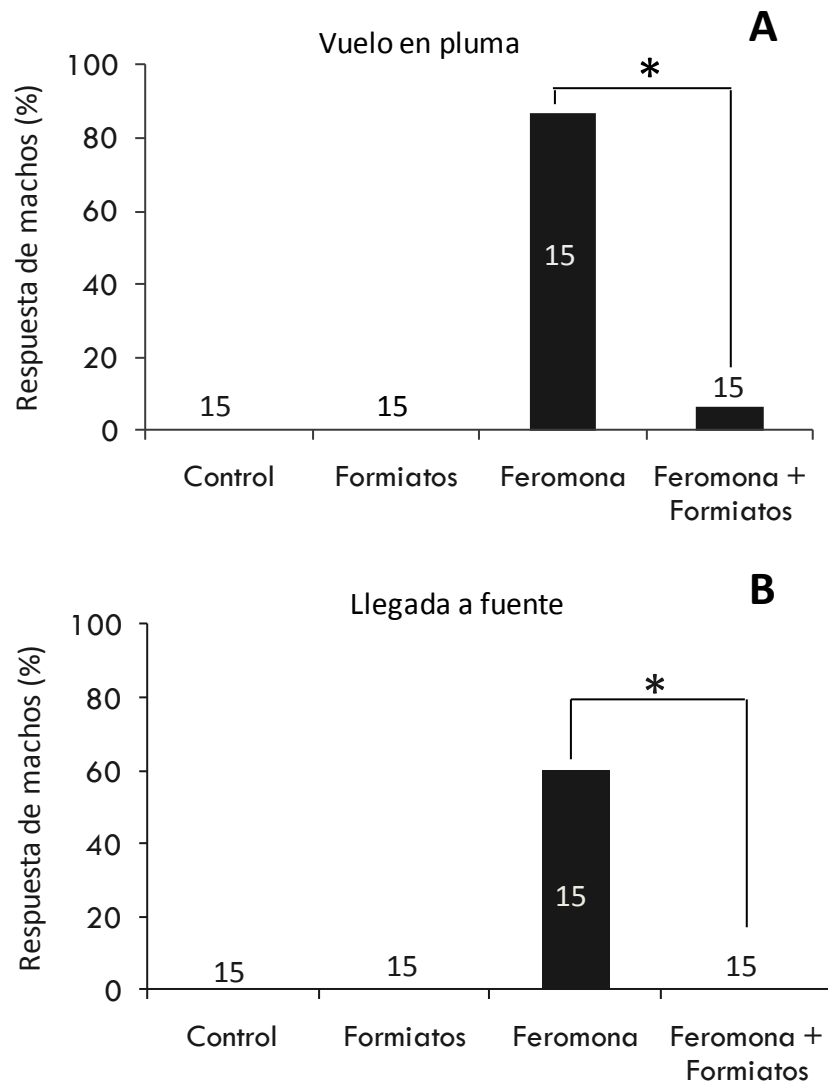 A
Vuelo en pluma
*
Respuesta de machos (%)
100
80
60
40
20
0
15
15
15
15
Control
Formiatos
Feromona
Feromona +
Formiatos
B
Llegada a fuente
*
Respuesta de machos (%)
100
80
60
40
20
0
15
15
15
15
Control
Formiatos
Feromona
Feromona +
Formiatos